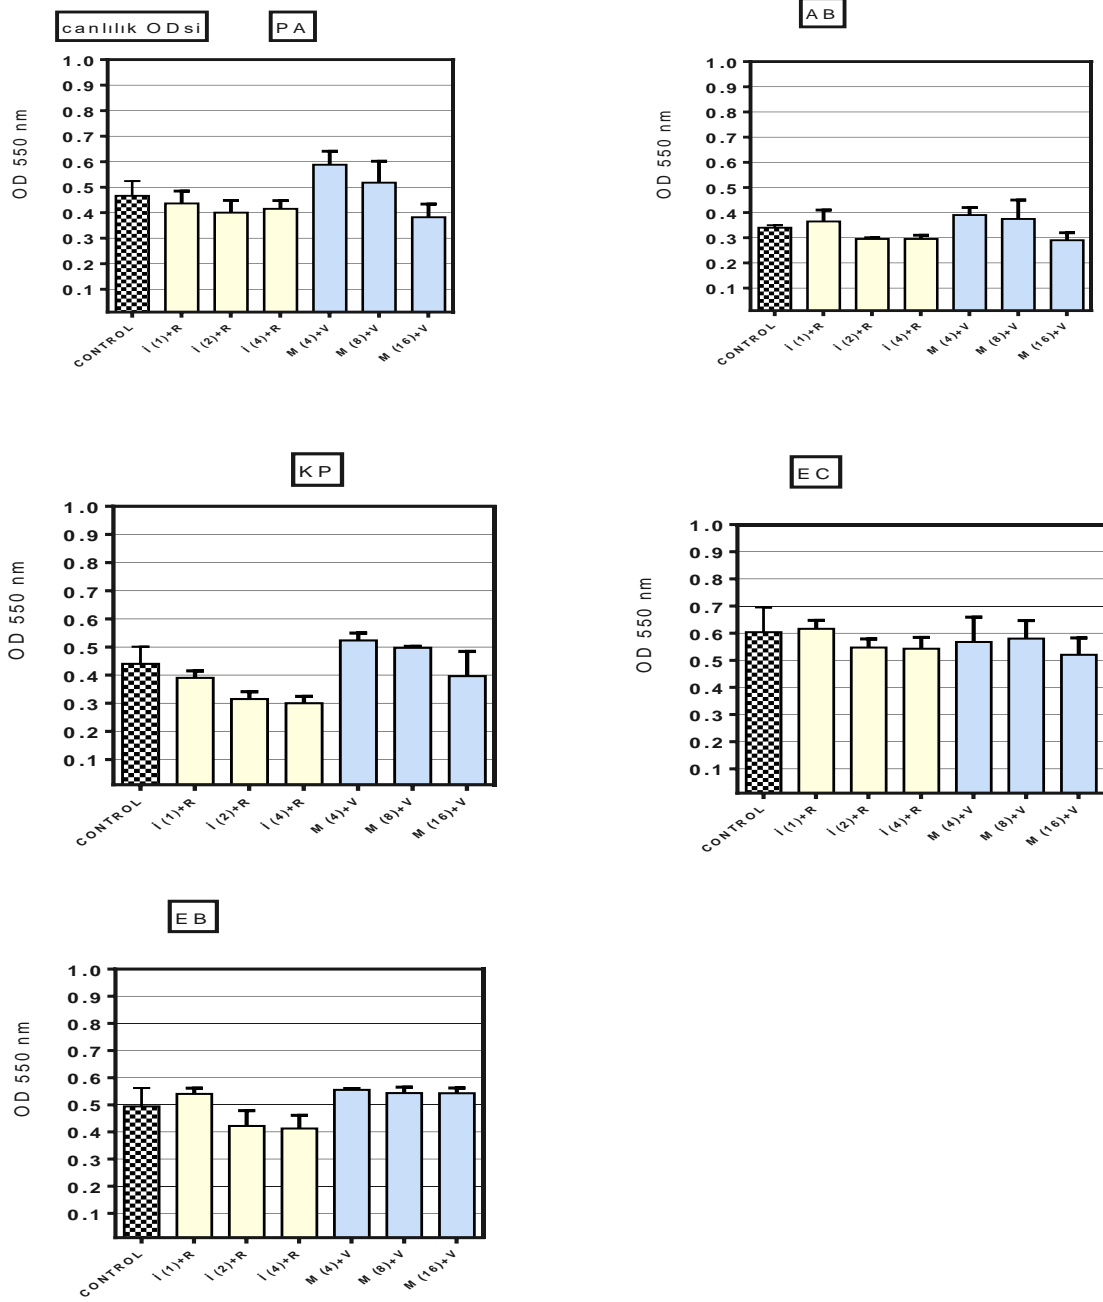 canlılık ODsi
PA
OD 550 nm
1.0
0.9
0.8
0.7
0.6
0.5
0.4
0.3
0.2
0.1
CONTROL
İ (1)+R
İ (2)+R
İ (4)+R
M (4)+V
M (8)+V
M (16)+V
AB
OD 550 nm
1.0
0.9
0.8
0.7
0.6
0.5
0.4
0.3
0.2
0.1
CONTROL
İ (1)+R
İ (2)+R
İ (4)+R
M (4)+V
M (8)+V
M (16)+V
KP
OD 550 nm
1.0
0.9
0.8
0.7
0.6
0.5
0.4
0.3
0.2
0.1
CONTROL
İ (1)+R
İ (2)+R
İ (4)+R
M (4)+V
M (8)+V
M (16)+V
EC
OD 550 nm
1.0
0.9
0.8
0.7
0.6
0.5
0.4
0.3
0.2
0.1
CONTROL
İ (1)+R
İ (2)+R
İ (4)+R
M (4)+V
M (8)+V
M (16)+V
EB
OD 550 nm
1.0
0.9
0.8
0.7
0.6
0.5
0.4
0.3
0.2
0.1
CONTROL
İ (1)+R
İ (2)+R
İ (4)+R
M (4)+V
M (8)+V
M (16)+V